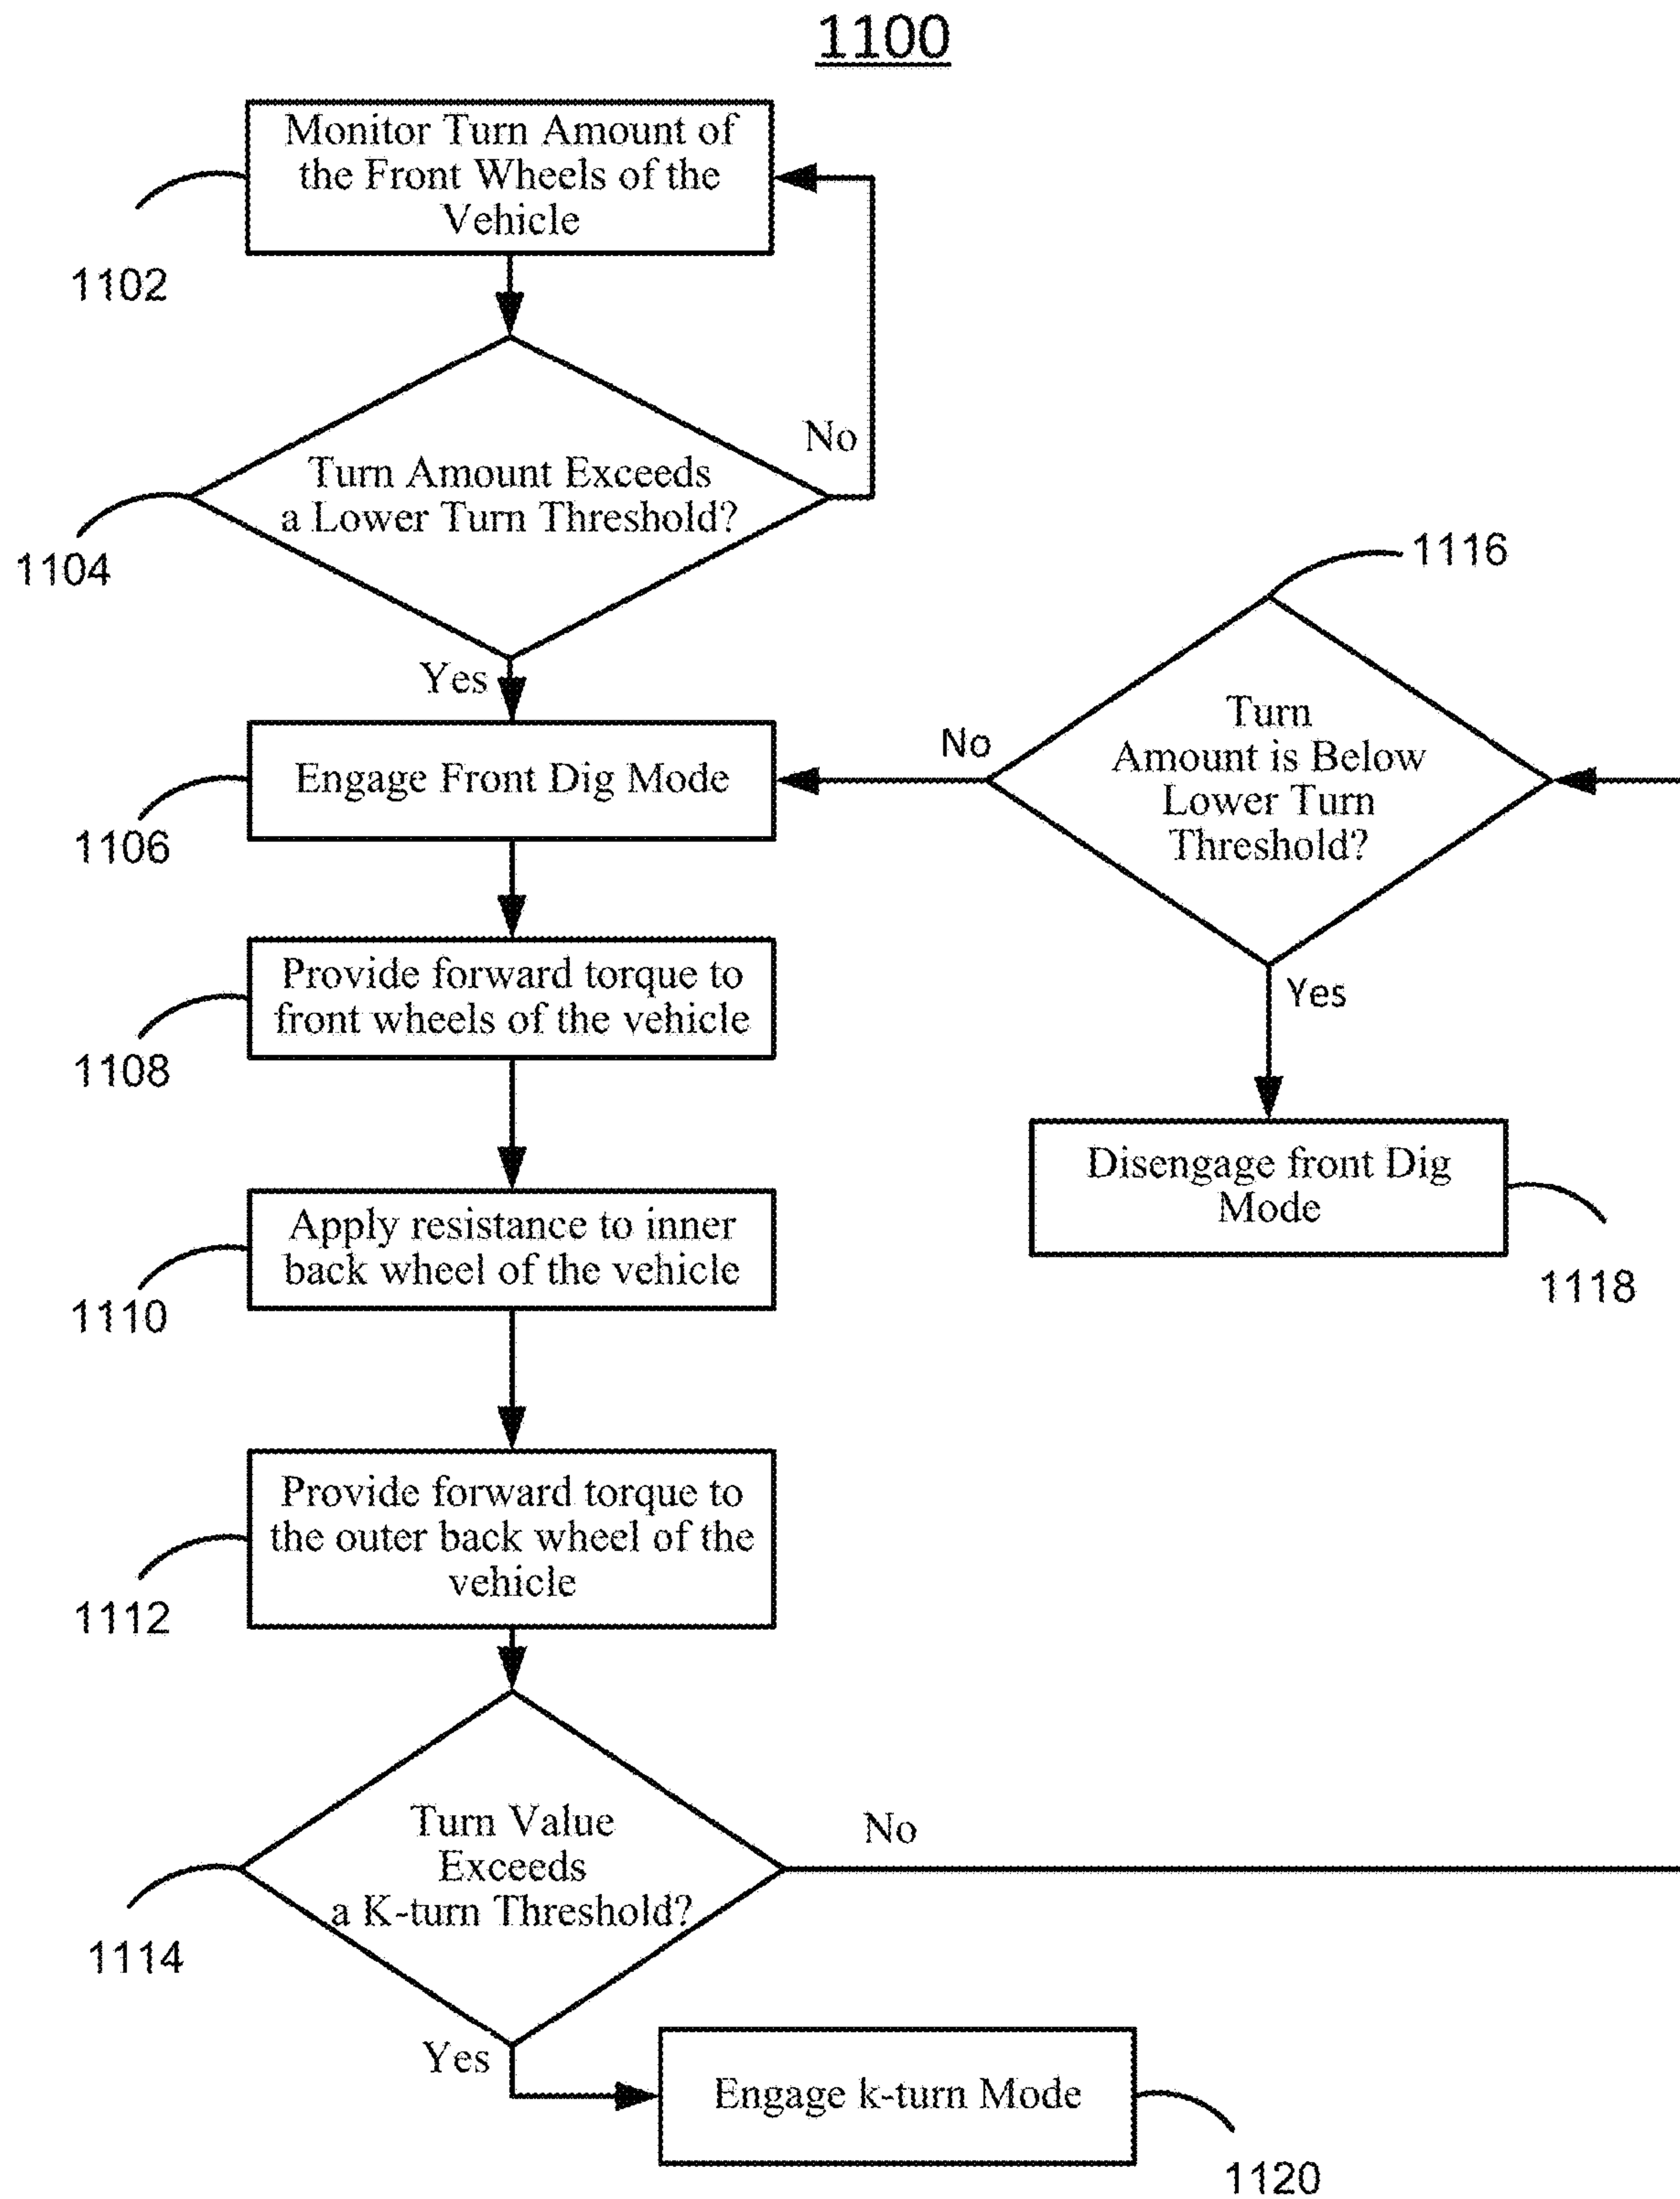 1100
Monitor Turn Amount of
the Front Wheels of the
Vehicle
1102
Turn Amount Exceeds
a Lower Turn Threshold?
No
1104
Yes
Engage Front Dig Mode
1106
Provide forward torque to
front wheels of the vehicle
1108
Apply resistance to inner
back wheel of the vehicle
1110
Provide forward torque to
the outer back wheel of the
vehicle
1112
Turn Value
Exceeds
a K-turn Threshold?
No
1114
Yes
Engage k-turn Mode
1120
1116
Turn
Amount is Below
Lower Turn
Threshold?
No
Yes
Disengage front Dig
Mode
1118